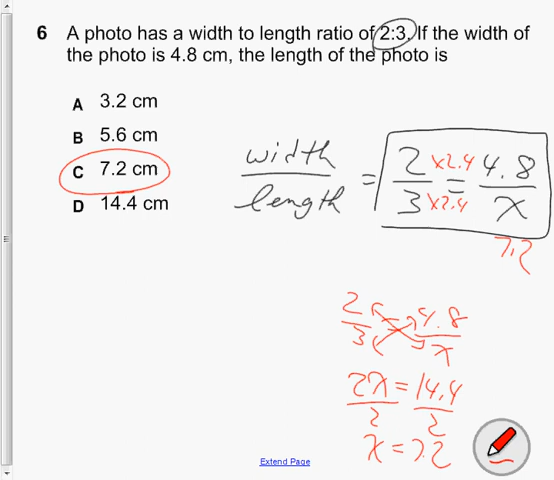 6 A photo has a width to length ratio of 2:3. If the width of
the photo is 4.8 cm, the length of the photo is
A 3.2 cm
B 5.6 cm
C 7.2 cm
D 14.4 cm
width/length = 2/3 = 4.8/x
×2.4
×2.4
7.2
2/3 4.8/x
2x = 14.4
2 2
x = 7.2
Extend Page